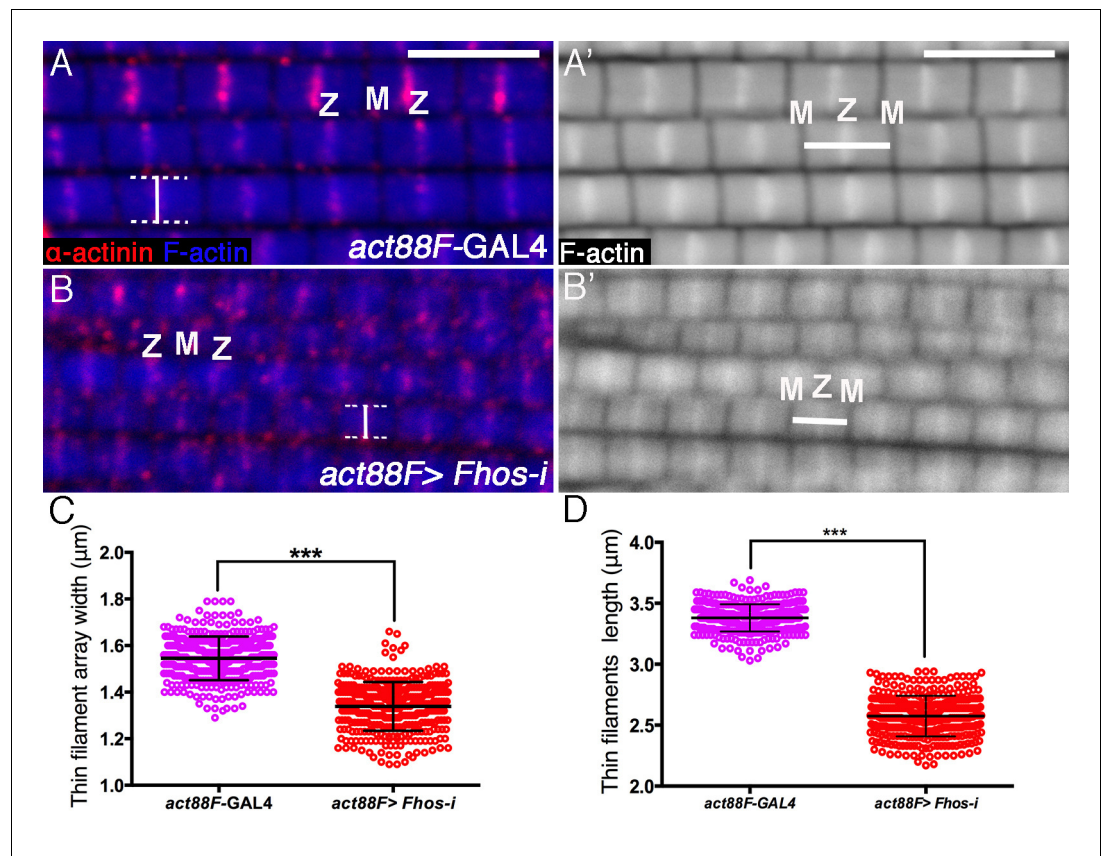 A
Z M Z
α-actinin F-actin
act88F-GAL4
A'
M Z M
F-actin
B
Z M Z
act88F> Fhos-i
B'
M Z M
C
Thin filament array width (µm)
2.0
1.8
1.6
1.4
1.2
1.0
***
act88F-GAL4
act88F> Fhos-i
D
Thin filaments length (µm)
4.0
3.5
3.0
2.5
2.0
***
act88F-GAL4
act88F> Fhos-i